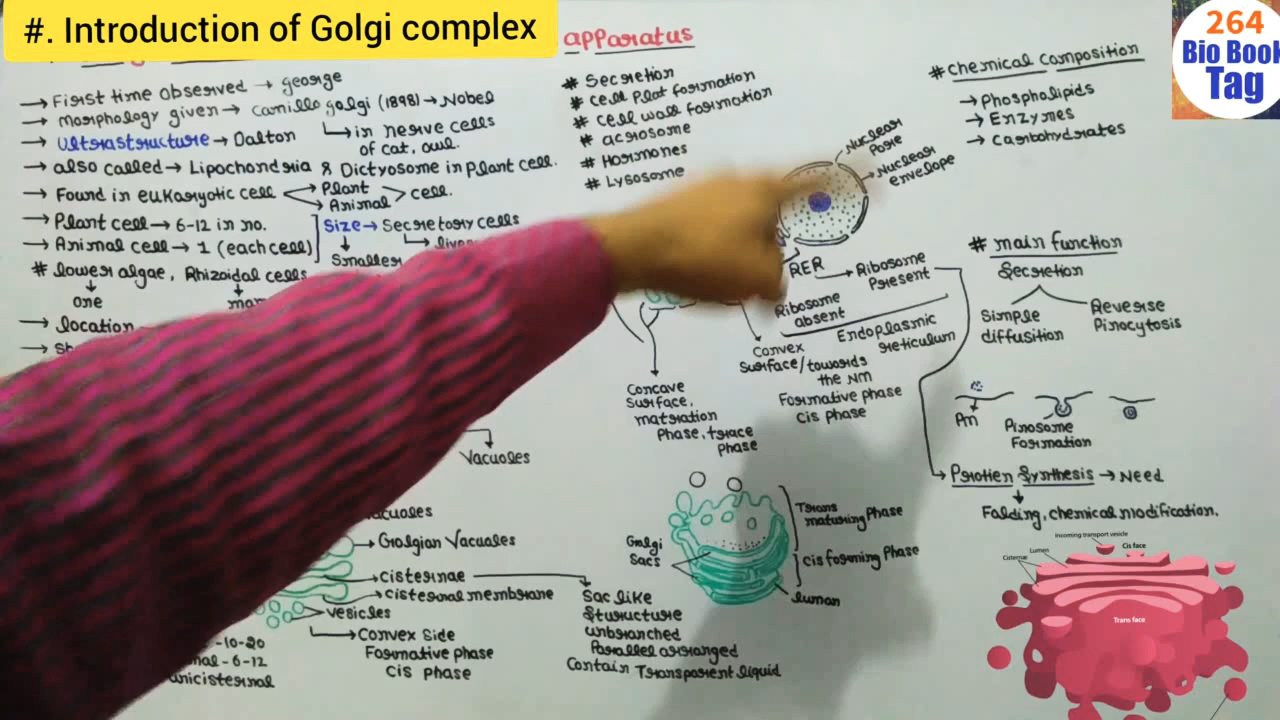 #. Introduction of Golgi complex
apparatus
264
Bio Book
Tag
→ First time observed → george
→ morphology given → Camillo golgi (1898) → Nobel
→ Ultrastructure → Dalton
in nerve cells
of cat, owl.
→ also called → Lipochondria & Dictyosome in plant cell.
→ Found in euKaryotic cell
Plant
Animal
cell.
→ Plant cell → 6-12 in no.
→ Animal cell → 1 (each cell)
Size → Secretory cells
Smaller
# lower algae, Rhizoidal cells
one
→ location
# Secretion
# cell Plat formation
# cell wall formation
# acrosome
# Hormones
# Lysosome
Nuclear
Pore
Nuclear
envelope
RER
Ribosome
Present
Ribosome
absent
Endoplasmic
reticulum
Convex
Surface/towards
the NM
Formative phase
Cis phase
Concave
Surface,
matration
Phase, trace
Phase
# chemical composition
→ Phospholipids
→ Enzymes
→ Carbohydrates
# main function
Secretion
Simple
diffusition
Reverse
Pinocytosis
Pm
Pinosome
Formation
Protien Synthesis → Need
Folding, chemical modification.
Vacuoles
Golgian Vacuoles
cisternae
cisternal membrane
vesicles
Convex Side
Formative phase
Cis phase
-10-20
-6-12
Sac like
Sturucture
unbranched
Parallel arranged
Contain Transparent liquid
Golgi
Sacs
Trans
maturing Phase
cis forming Phase
luman
Incoming transport vesicle
Cis face
Lumen
Cisternae
Trans face